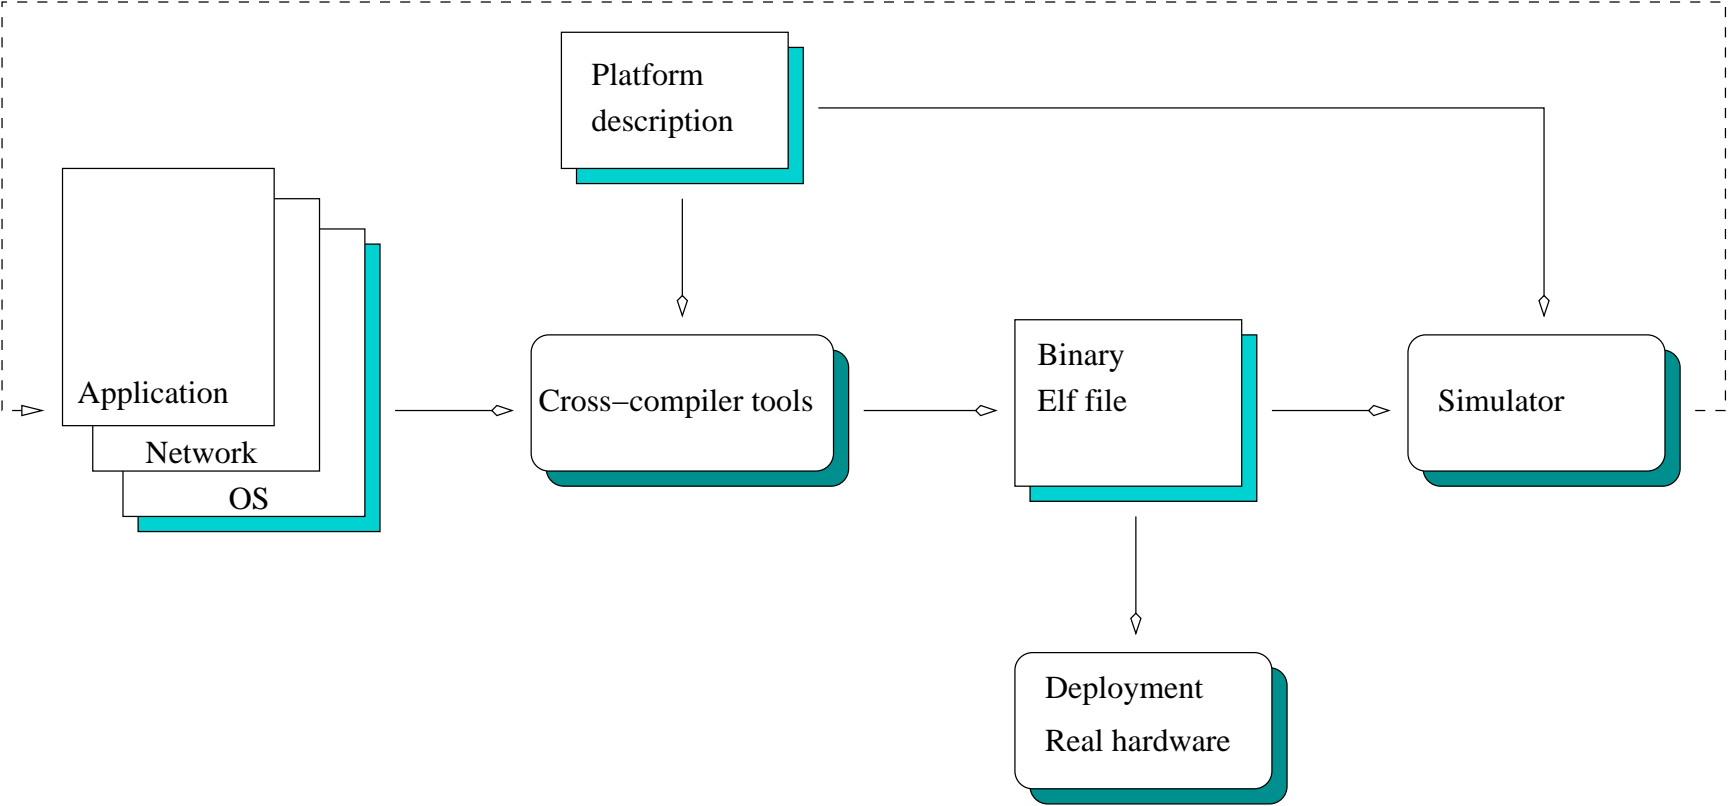 Platform
description
Application
Network
OS
Cross−compiler tools
Binary
Elf file
Simulator
Deployment
Real hardware